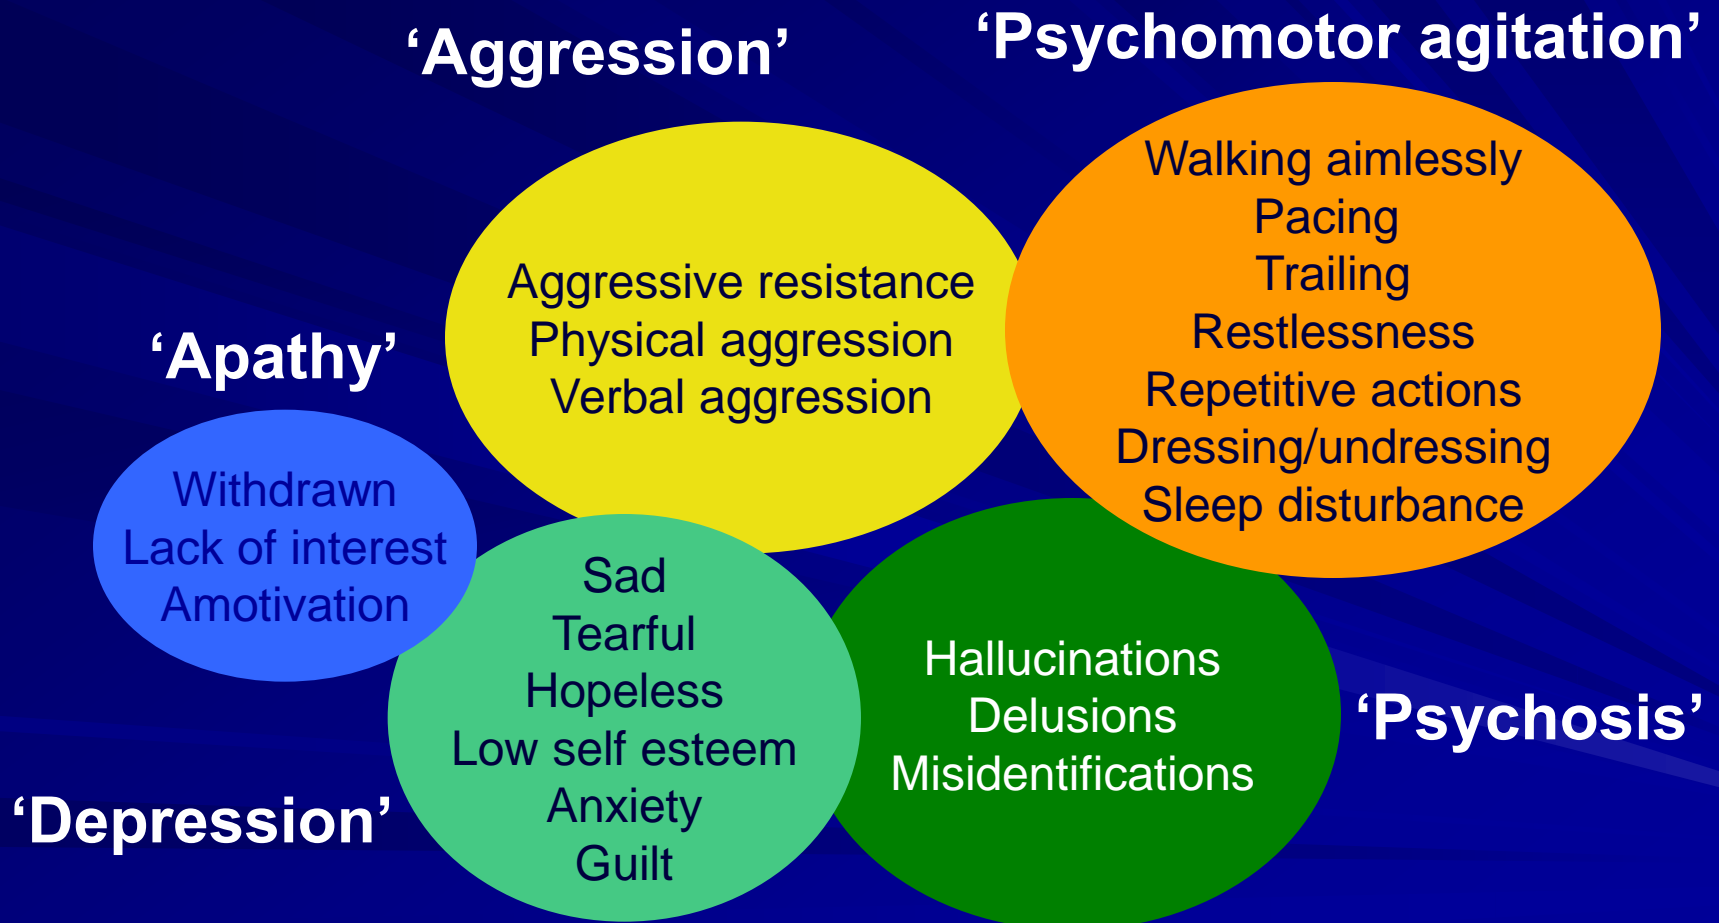 ‘Aggression’
‘Psychomotor agitation’
Walking aimlessly
Pacing
Trailing
Restlessness
Repetitive actions
Dressing/undressing
Sleep disturbance
Aggressive resistance
Physical aggression
Verbal aggression
‘Apathy’
Withdrawn
Lack of interest
Amotivation
Sad
Tearful
Hopeless
Low self esteem
Anxiety
Guilt
‘Depression’
Hallucinations
Delusions
Misidentifications
‘Psychosis’